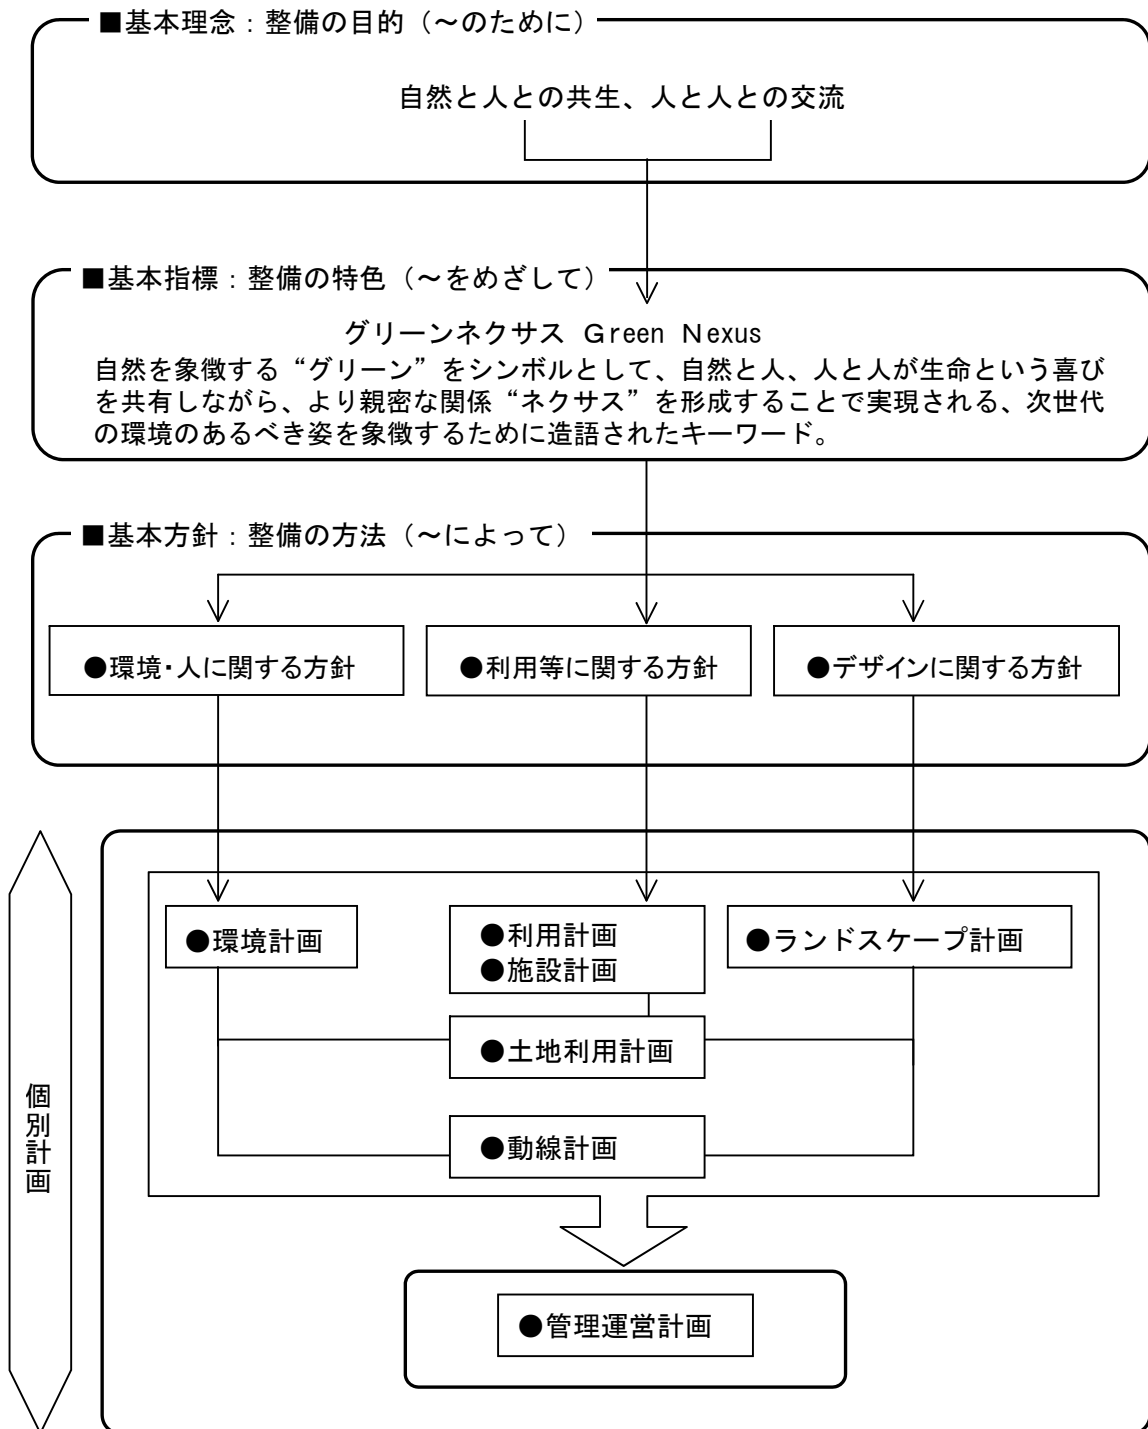 ■基本理念：整備の目的（～のために）
自然と人との共生、人と人との交流
■基本指標：整備の特色（～をめざして）
グリーンネクサス Green Nexus
自然を象徴する“グリーン”をシンボルとして、自然と人、人と人が生命という喜び
を共有しながら、より親密な関係“ネクサス”を形成することで実現される、次世代
の環境のあるべき姿を象徴するために造語されたキーワード。
■基本方針：整備の方法（～によって）
●環境・人に関する方針
●利用等に関する方針
●デザインに関する方針
個別計画
●環境計画
●利用計画
●施設計画
●ランドスケープ計画
●土地利用計画
●動線計画
●管理運営計画